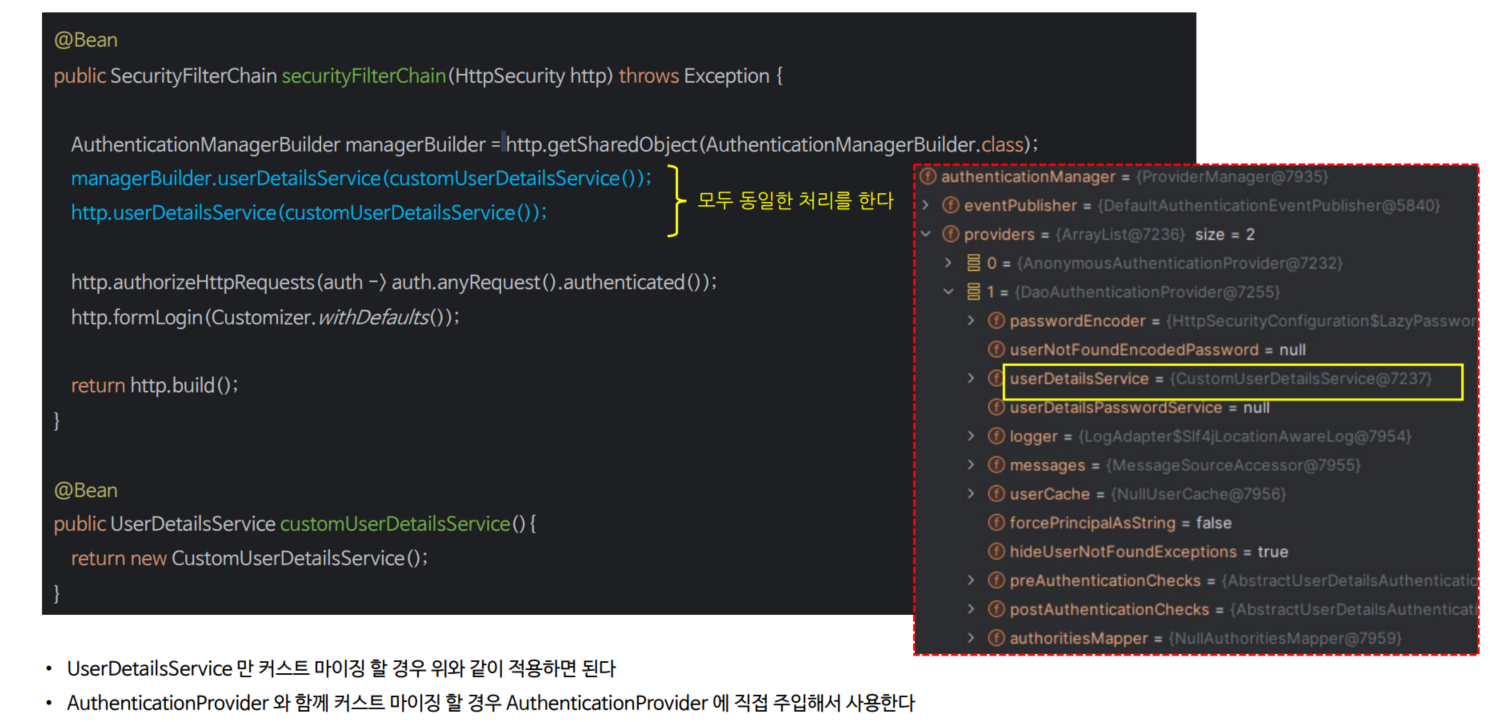 @Bean
public SecurityFilterChain securityFilterChain(HttpSecurity http) throws Exception {
AuthenticationManagerBuilder managerBuilder = http.getSharedObject(AuthenticationManagerBuilder.class);
managerBuilder.userDetailsService(customUserDetailsService());
http.userDetailsService(customUserDetailsService());
모두 동일한 처리를 한다
http.authorizeHttpRequests(auth -> auth.anyRequest().authenticated());
http.formLogin(Customizer.withDefaults());
return http.build();
}
@Bean
public UserDetailsService customUserDetailsService(){
return new CustomUserDetailsService();
}
authenticationManager = {ProviderManager@7935}
eventPublisher = {DefaultAuthenticationEventPublisher@5840}
providers = {ArrayList@7236} size = 2
0 = {AnonymousAuthenticationProvider@7232}
1 = {DaoAuthenticationProvider@7255}
passwordEncoder = {HttpSecurityConfiguration$LazyPasswor
userNotFoundEncodedPassword = null
userDetailsService = {CustomUserDetailsService@7237}
userDetailsPasswordService = null
logger = {LogAdapter$Slf4jLocationAwareLog@7954}
messages = {MessageSourceAccessor@7955}
userCache = {NullUserCache@7956}
forcePrincipalAsString = false
hideUserNotFoundExceptions = true
preAuthenticationChecks = {AbstractUserDetailsAuthenticatio
postAuthenticationChecks = {AbstractUserDetailsAuthenticati
authoritiesMapper = {NullAuthoritiesMapper@7959}
• UserDetailsService 만 커스트 마이징 할 경우 위와 같이 적용하면 된다
• AuthenticationProvider 와 함께 커스트 마이징 할 경우 AuthenticationProvider 에 직접 주입해서 사용한다